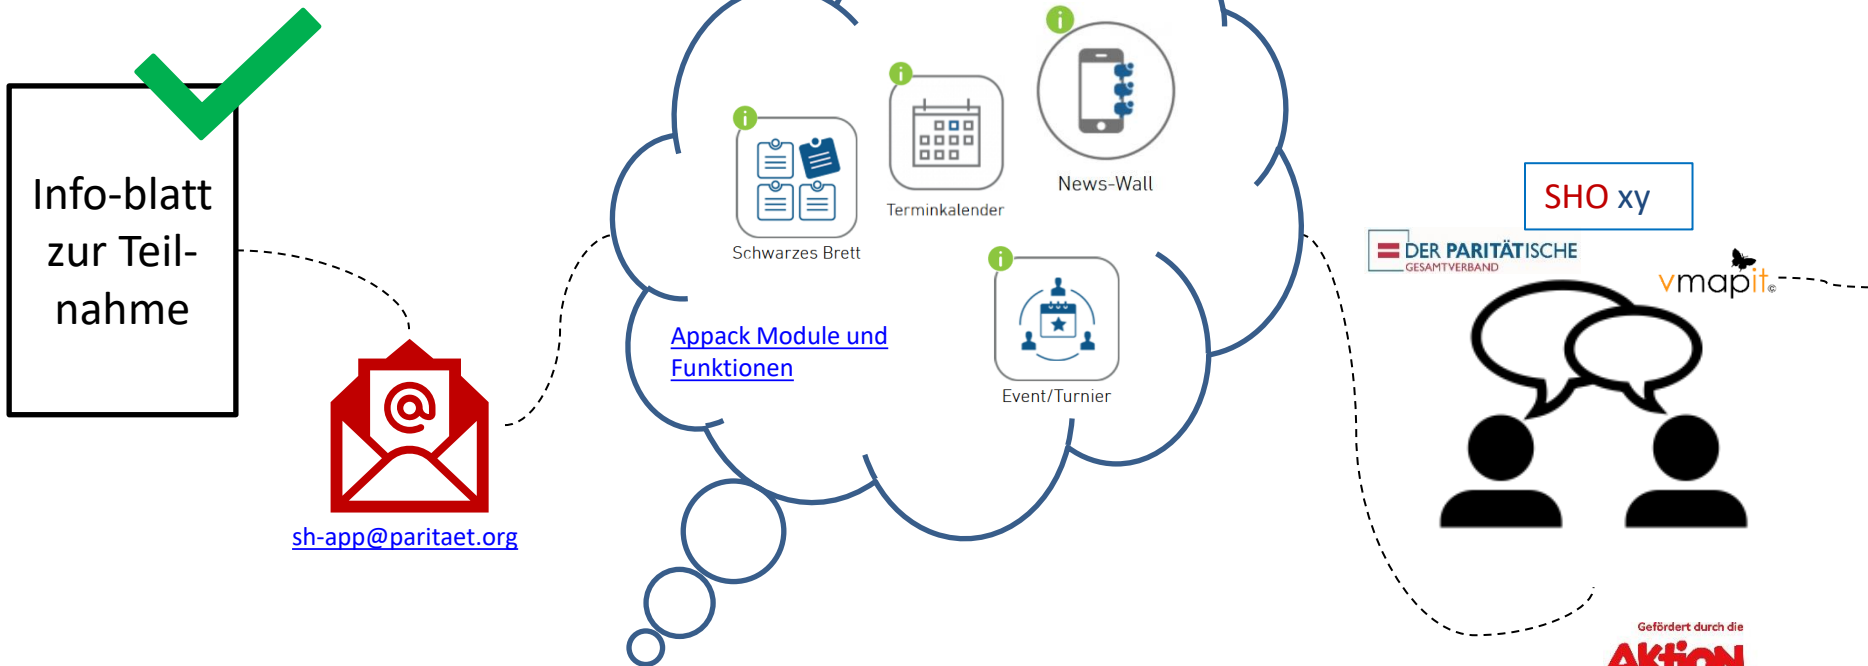 Info-blatt
zur Teil-
nahme
sh-app@paritaet.org
Schwarzes Brett
Terminkalender
News-Wall
Appack Module und
Funktionen
Event/Turnier
SHO xy
DER PARITÄTISCHE
GESAMTVERBAND
vmapit©
Gefördert durch die
AKtiON